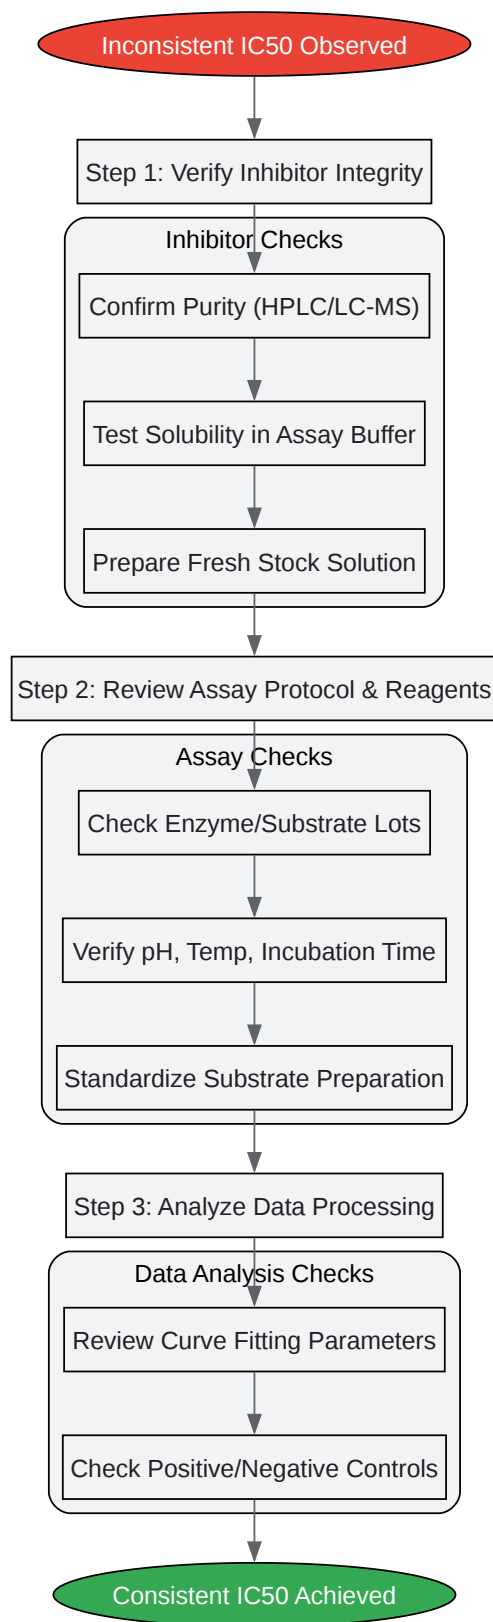 Inconsistent IC50 Observed
Step 1: Verify Inhibitor Integrity
Inhibitor Checks
Confirm Purity (HPLC/LC-MS)
Test Solubility in Assay Buffer
Prepare Fresh Stock Solution
Step 2: Review Assay Protocol & Reagents
Assay Checks
Check Enzyme/Substrate Lots
Verify pH, Temp, Incubation Time
Standardize Substrate Preparation
Step 3: Analyze Data Processing
Data Analysis Checks
Review Curve Fitting Parameters
Check Positive/Negative Controls
Consistent IC50 Achieved